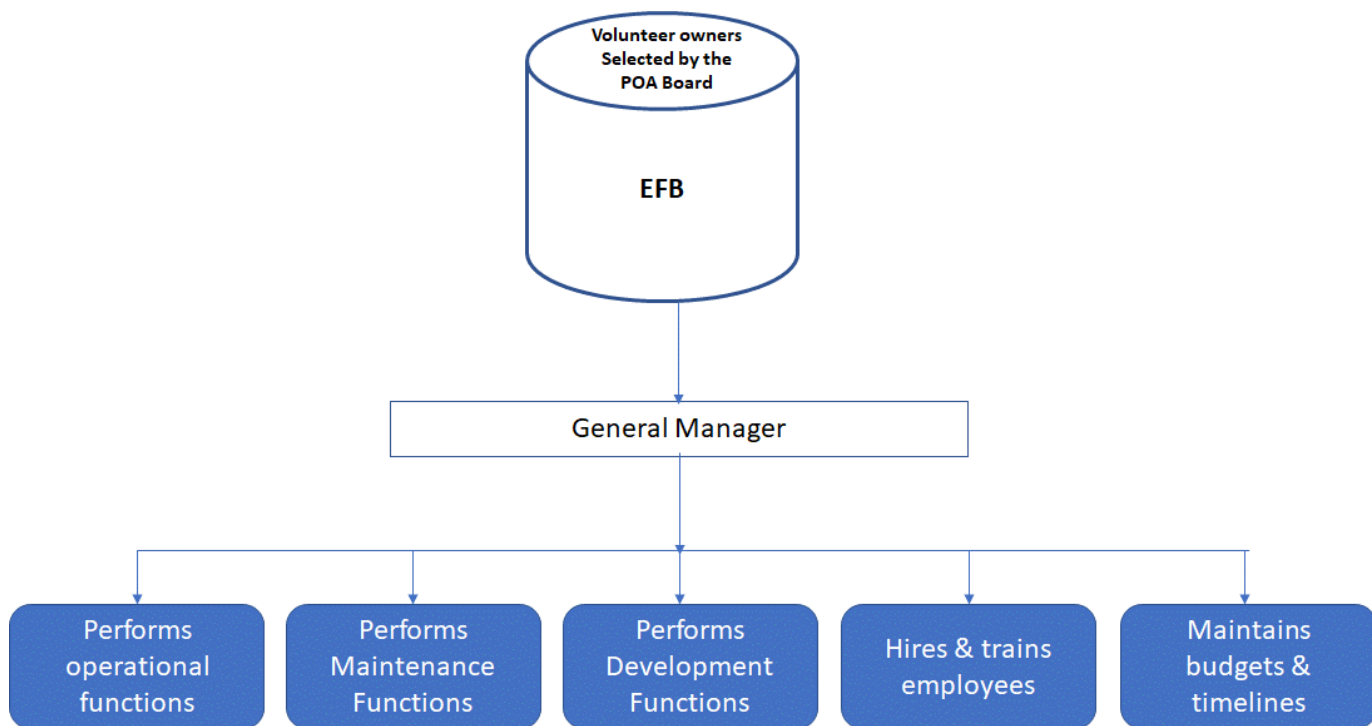 Volunteer owners
Selected by the
POA Board
EFB
General Manager
Performs
operational
functions
Performs
Maintenance
Functions
Performs
Development
Functions
Hires & trains
employees
Maintains
budgets &
timelines